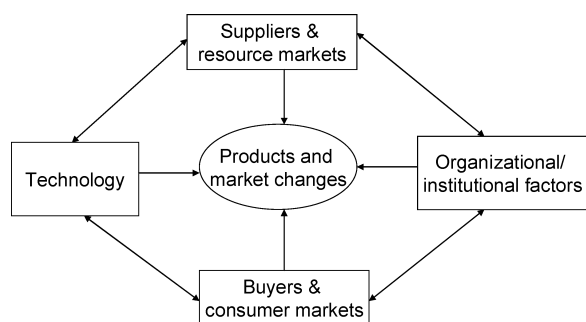 Suppliers &
resource markets
Technology
Products and
market changes
Organizational/
institutional factors
Buyers &
consumer markets